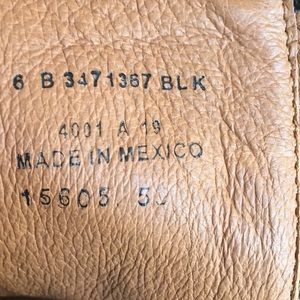 6 B 3471367 BLK
4001 A 19
MADE IN MEXICO
15605